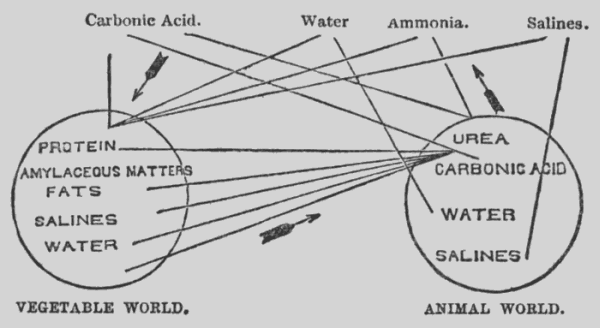 Carbonic Acid. Water Ammonia. Salines.
PROTEIN
AMYLACEOUS MATTERS
FATS
SALINES
WATER
UREA
CARBONIC ACID
WATER
SALINES
VEGETABLE WORLD. ANIMAL WORLD.